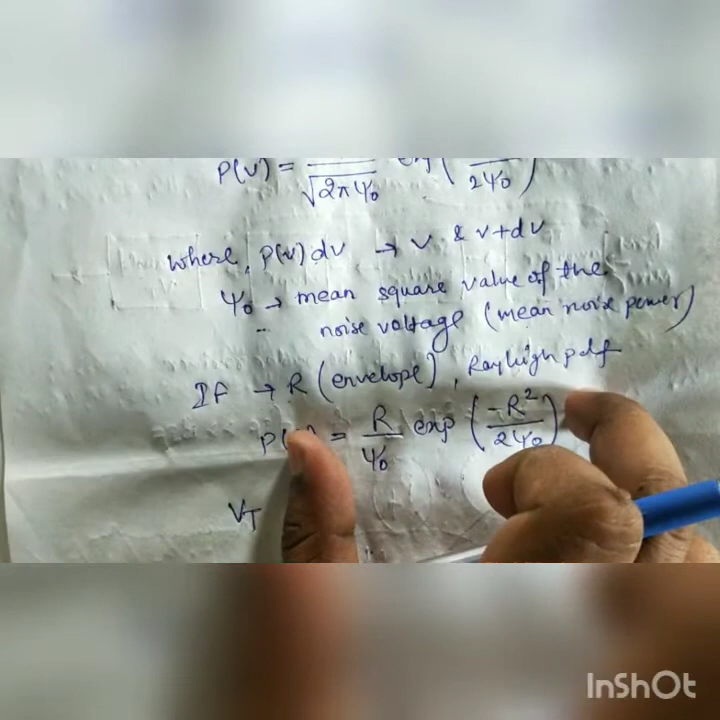 P(v) = ――/√2πψ₀ ( ――/2ψ₀ )
where, P(v) dv → v & v+dv
ψ₀ → mean square value of the
noise voltage (mean noise power)
IF → R (envelope), Rayleigh pdf
P( ) = R/ψ₀ exp (-R²/2ψ₀)
V_T
InShOt